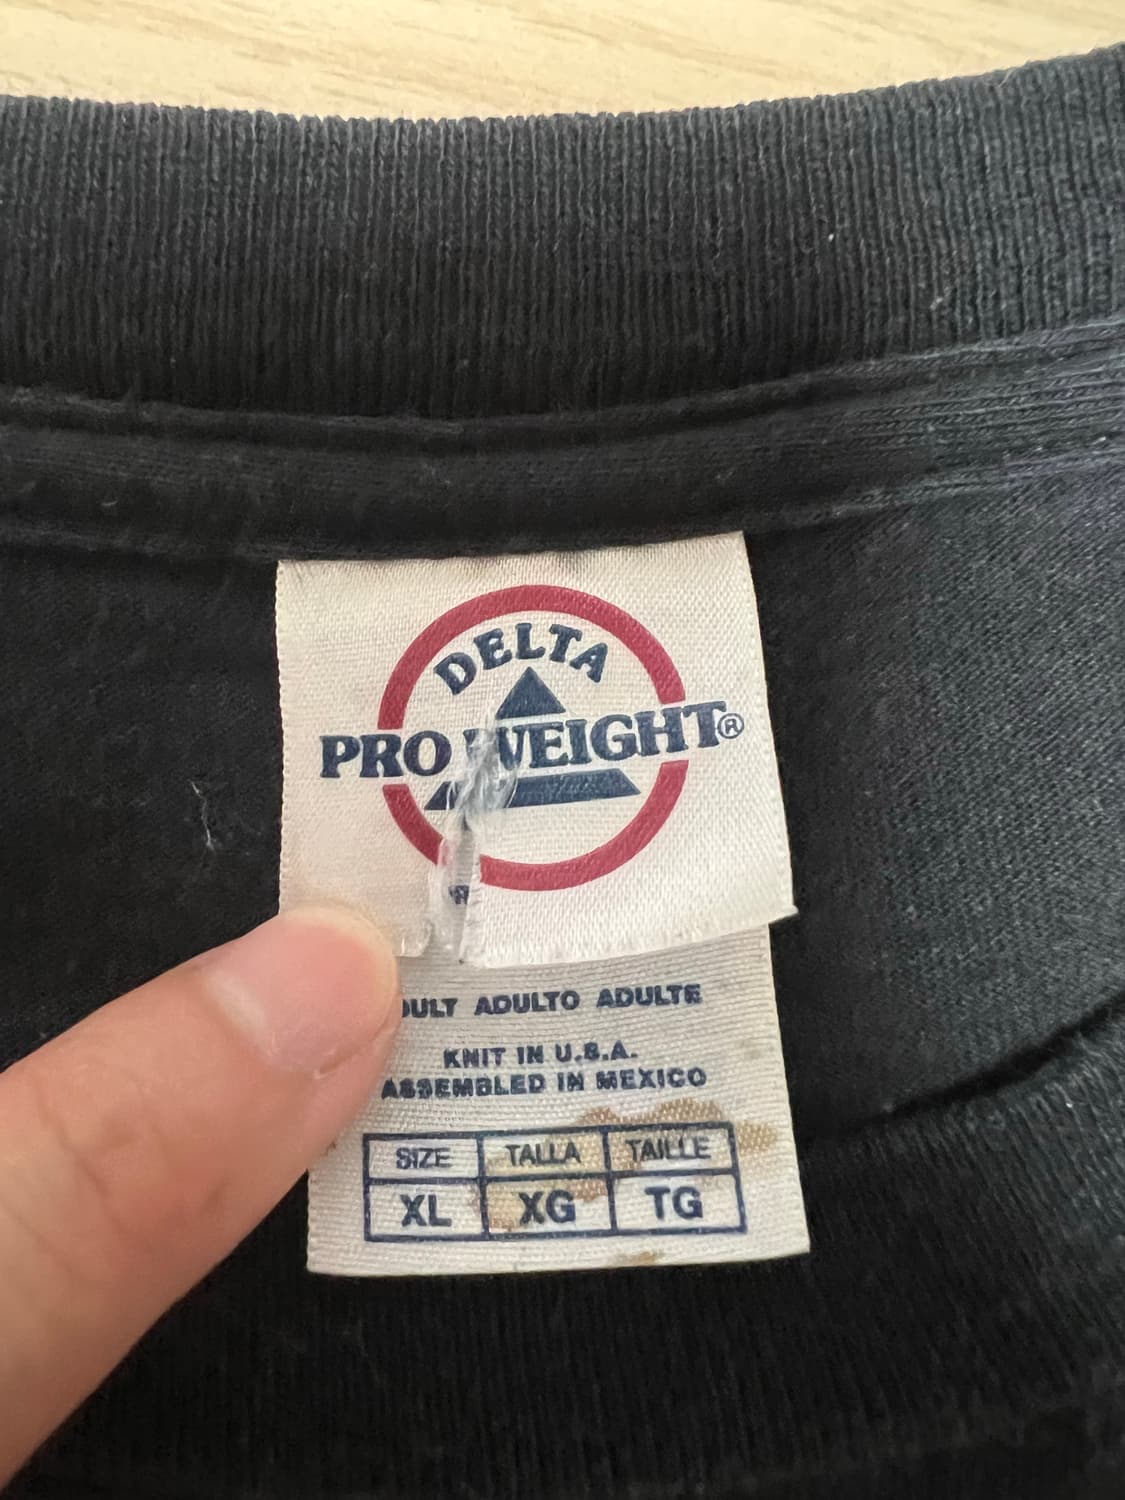 DELTA
PRO WEIGHT®
ADULTO ADULTE
KNIT IN U.S.A.
ASSEMBLED IN MEXICO
SIZE TALLA TAILLE
XL XG TG